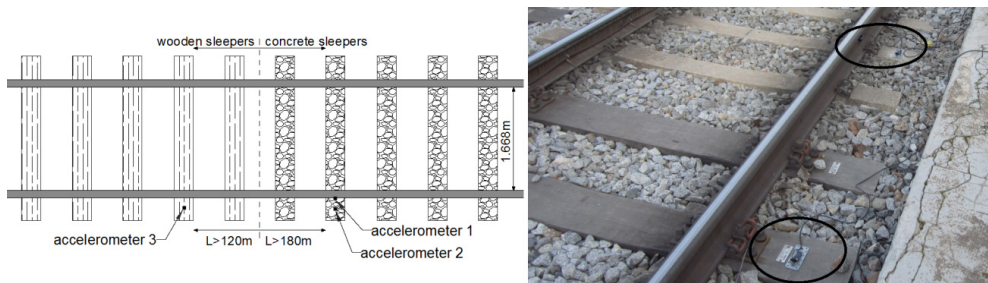 wooden sleepers concrete sleepers
1.668m
accelerometer 1
accelerometer 3
L>120m L>180m
accelerometer 2